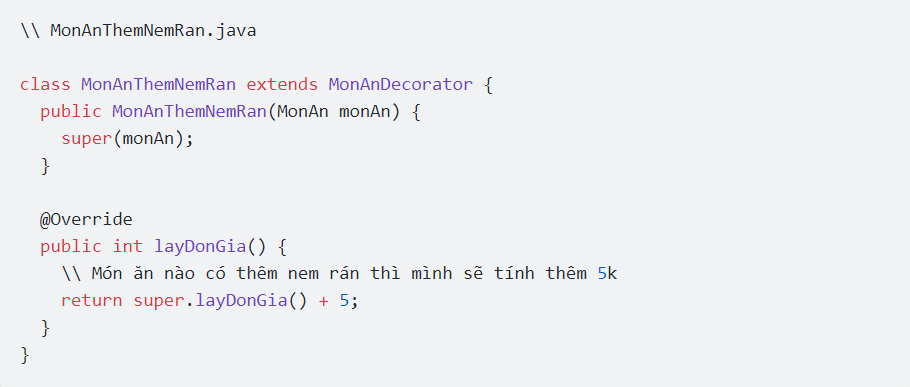 \\ MonAnThemNemRan.java
class MonAnThemNemRan extends MonAnDecorator {
public MonAnThemNemRan(MonAn monAn) {
super(monAn);
}
@Override
public int layDonGia() {
\\ Món ăn nào có thêm nem rán thì mình sẽ tính thêm 5k
return super.layDonGia() + 5;
}
}